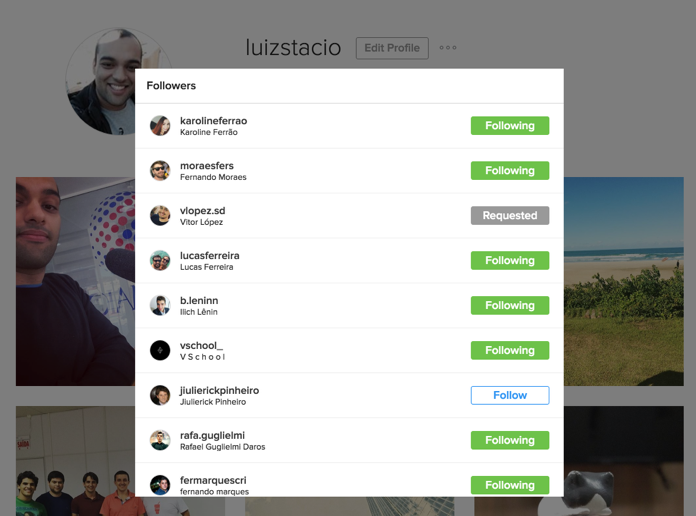 luizstacio Edit Profile
Followers
karolineferrao
Karoline Ferrão
Following
moraesfers
Fernando Moraes
Following
vlopez.sd
Vitor López
Requested
lucasferreira
Lucas Ferreira
Following
b.leninn
Ilich Lênin
Following
vschool_
V S c h o o l
Following
jiulierickpinheiro
Jiulierick Pinheiro
Follow
rafa.guglielmi
Rafael Guglielmi Daros
Following
fermarquescri
fernando marques
Following